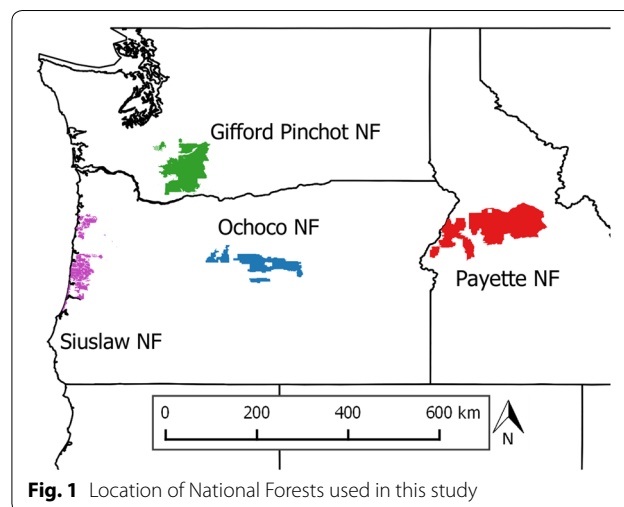 Gifford Pinchot NF
Ochoco NF
Payette NF
Siuslaw NF
0 200 400 600 km
N
Fig. 1 Location of National Forests used in this study